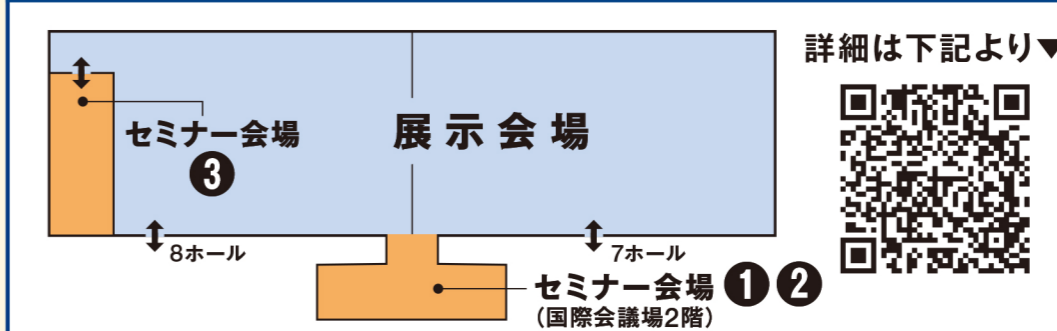 詳細は下記より▼
セミナー会場
❸
展示会場
8ホール
7ホール
セミナー会場 ❶ ❷
(国際会議場2階)